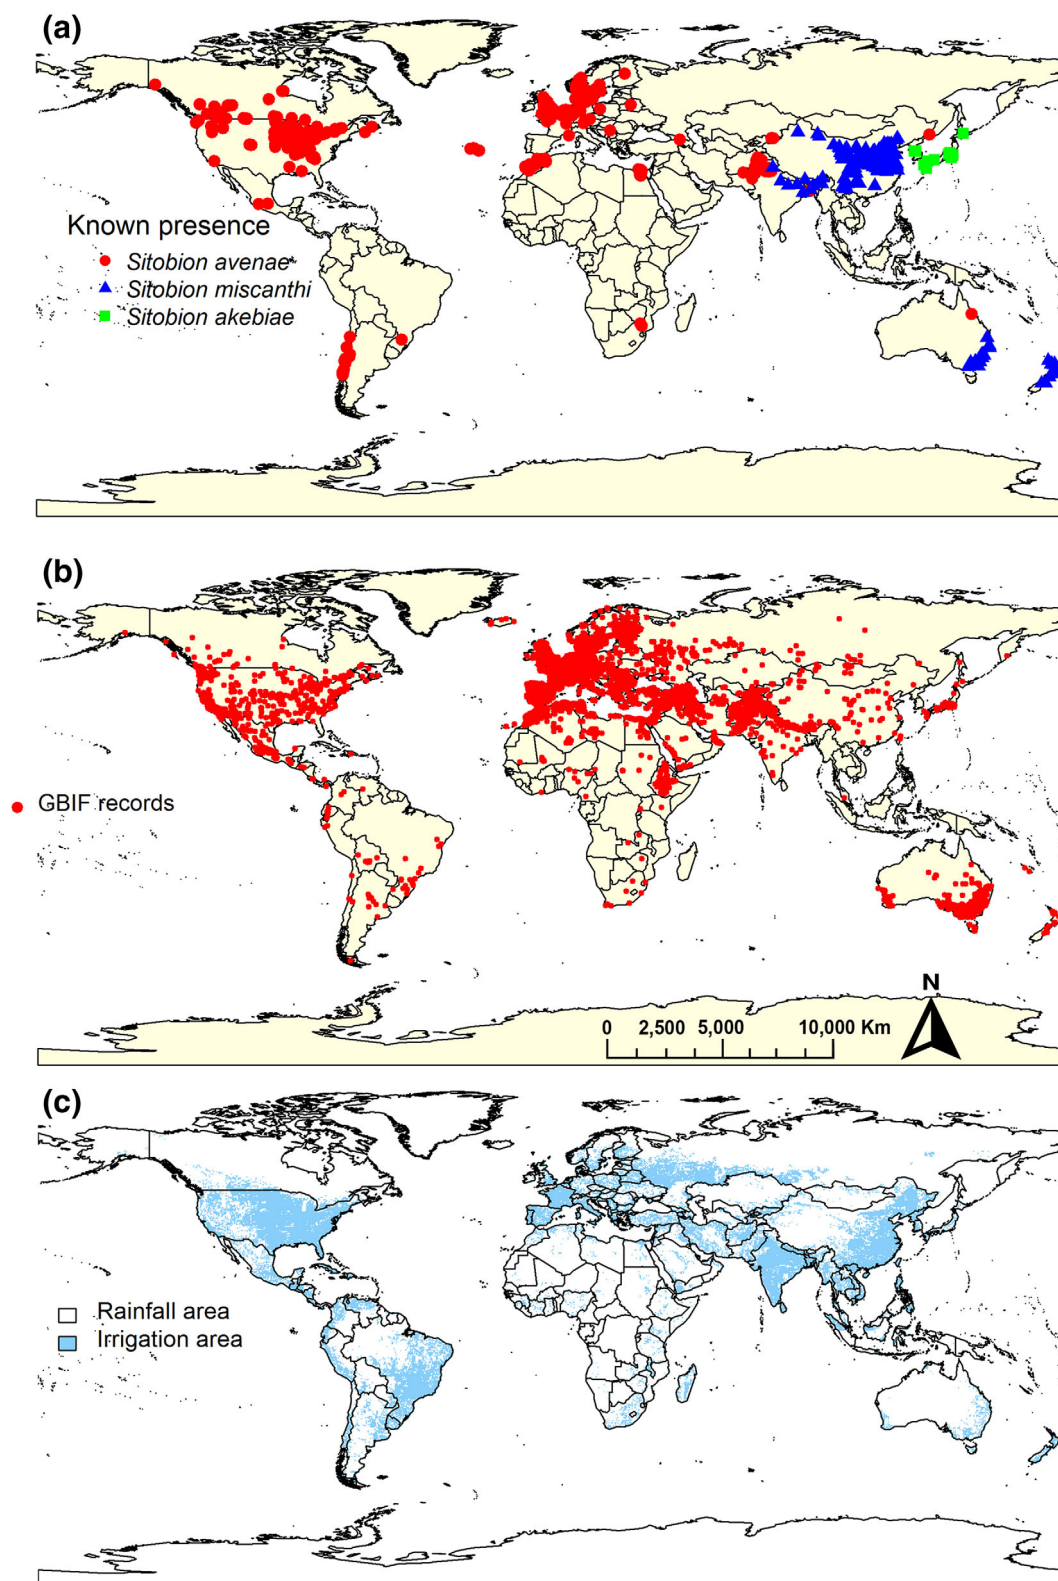 (a)
Known presence
Sitobion avenae
Sitobion miscanthi
Sitobion akebiae
(b)
GBIF records
N
0 2,500 5,000 10,000 Km
(c)
Rainfall area
Irrigation area